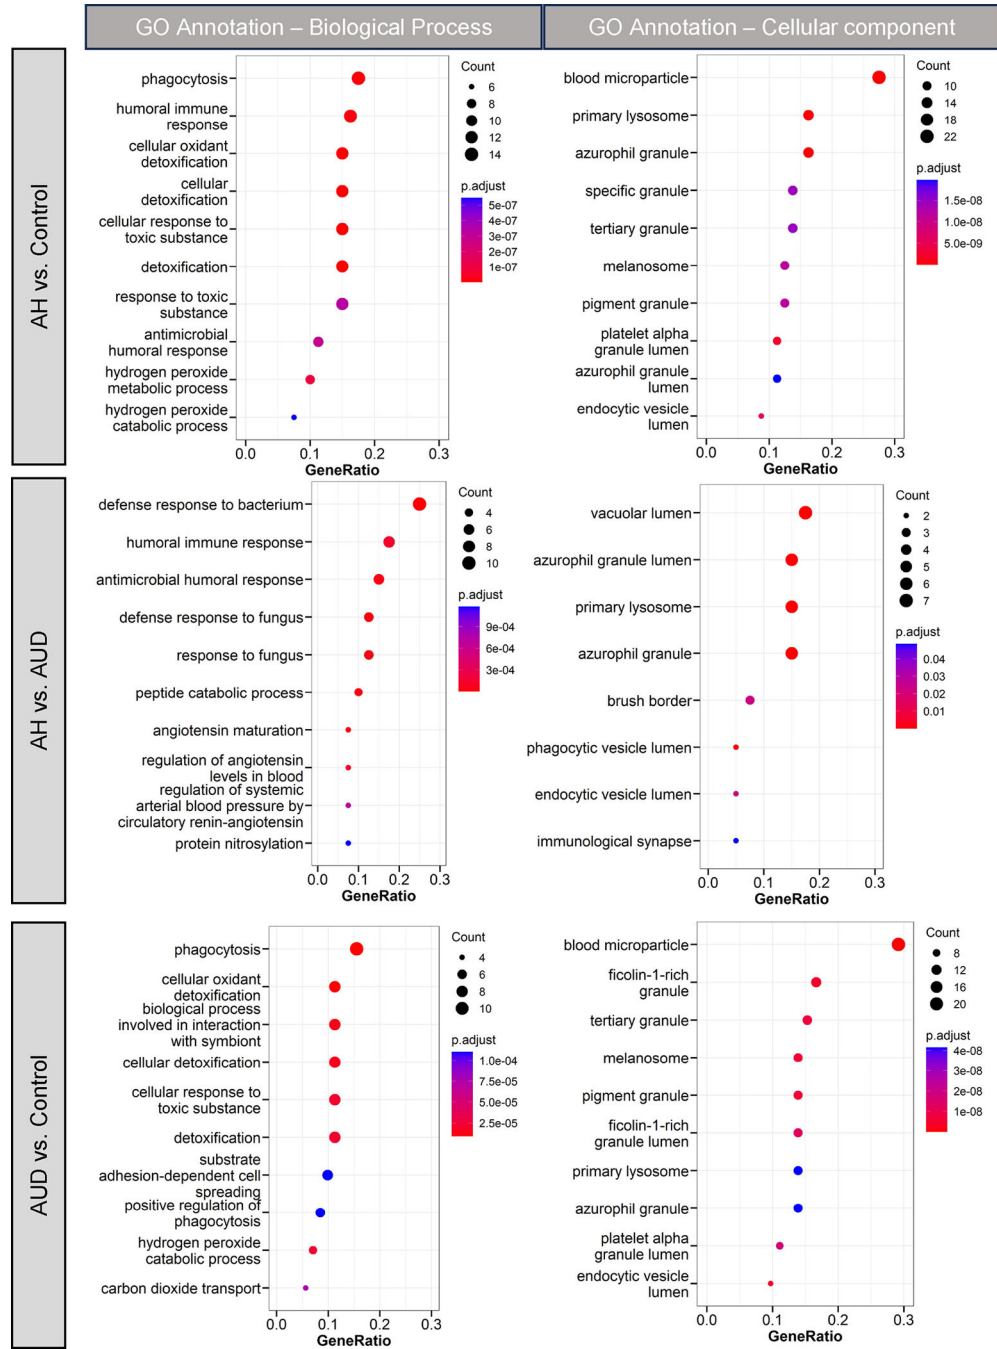 GO Annotation – Biological Process
GO Annotation – Cellular component
AH vs. Control
phagocytosis
humoral immune
response
cellular oxidant
detoxification
cellular
detoxification
cellular response to
toxic substance
detoxification
response to toxic
substance
antimicrobial
humoral response
hydrogen peroxide
metabolic process
hydrogen peroxide
catabolic process
0.0 0.1 0.2 0.3
GeneRatio
Count
6
8
10
12
14
p.adjust
5e-07
4e-07
3e-07
2e-07
1e-07
blood microparticle
primary lysosome
azurophil granule
specific granule
tertiary granule
melanosome
pigment granule
platelet alpha
granule lumen
azurophil granule
lumen
endocytic vesicle
lumen
0.0 0.1 0.2 0.3
GeneRatio
Count
10
14
18
22
p.adjust
1.5e-08
1.0e-08
5.0e-09
AH vs. AUD
defense response to bacterium
humoral immune response
antimicrobial humoral response
defense response to fungus
response to fungus
peptide catabolic process
angiotensin maturation
regulation of angiotensin
levels in blood
regulation of systemic
arterial blood pressure by
circulatory renin-angiotensin
protein nitrosylation
0.0 0.1 0.2 0.3
GeneRatio
Count
4
6
8
10
p.adjust
9e-04
6e-04
3e-04
vacuolar lumen
azurophil granule lumen
primary lysosome
azurophil granule
brush border
phagocytic vesicle lumen
endocytic vesicle lumen
immunological synapse
0.0 0.1 0.2 0.3
GeneRatio
Count
2
3
4
5
6
7
p.adjust
0.04
0.03
0.02
0.01
AUD vs. Control
phagocytosis
cellular oxidant
detoxification
biological process
involved in interaction
with symbiont
cellular detoxification
cellular response to
toxic substance
detoxification
substrate
adhesion-dependent cell
spreading
positive regulation of
phagocytosis
hydrogen peroxide
catabolic process
carbon dioxide transport
0.0 0.1 0.2 0.3
GeneRatio
Count
4
6
8
10
p.adjust
1.0e-04
7.5e-05
5.0e-05
2.5e-05
blood microparticle
ficolin-1-rich
granule
tertiary granule
melanosome
pigment granule
ficolin-1-rich
granule lumen
primary lysosome
azurophil granule
platelet alpha
granule lumen
endocytic vesicle
lumen
0.0 0.1 0.2 0.3
GeneRatio
Count
8
12
16
20
p.adjust
4e-08
3e-08
2e-08
1e-08